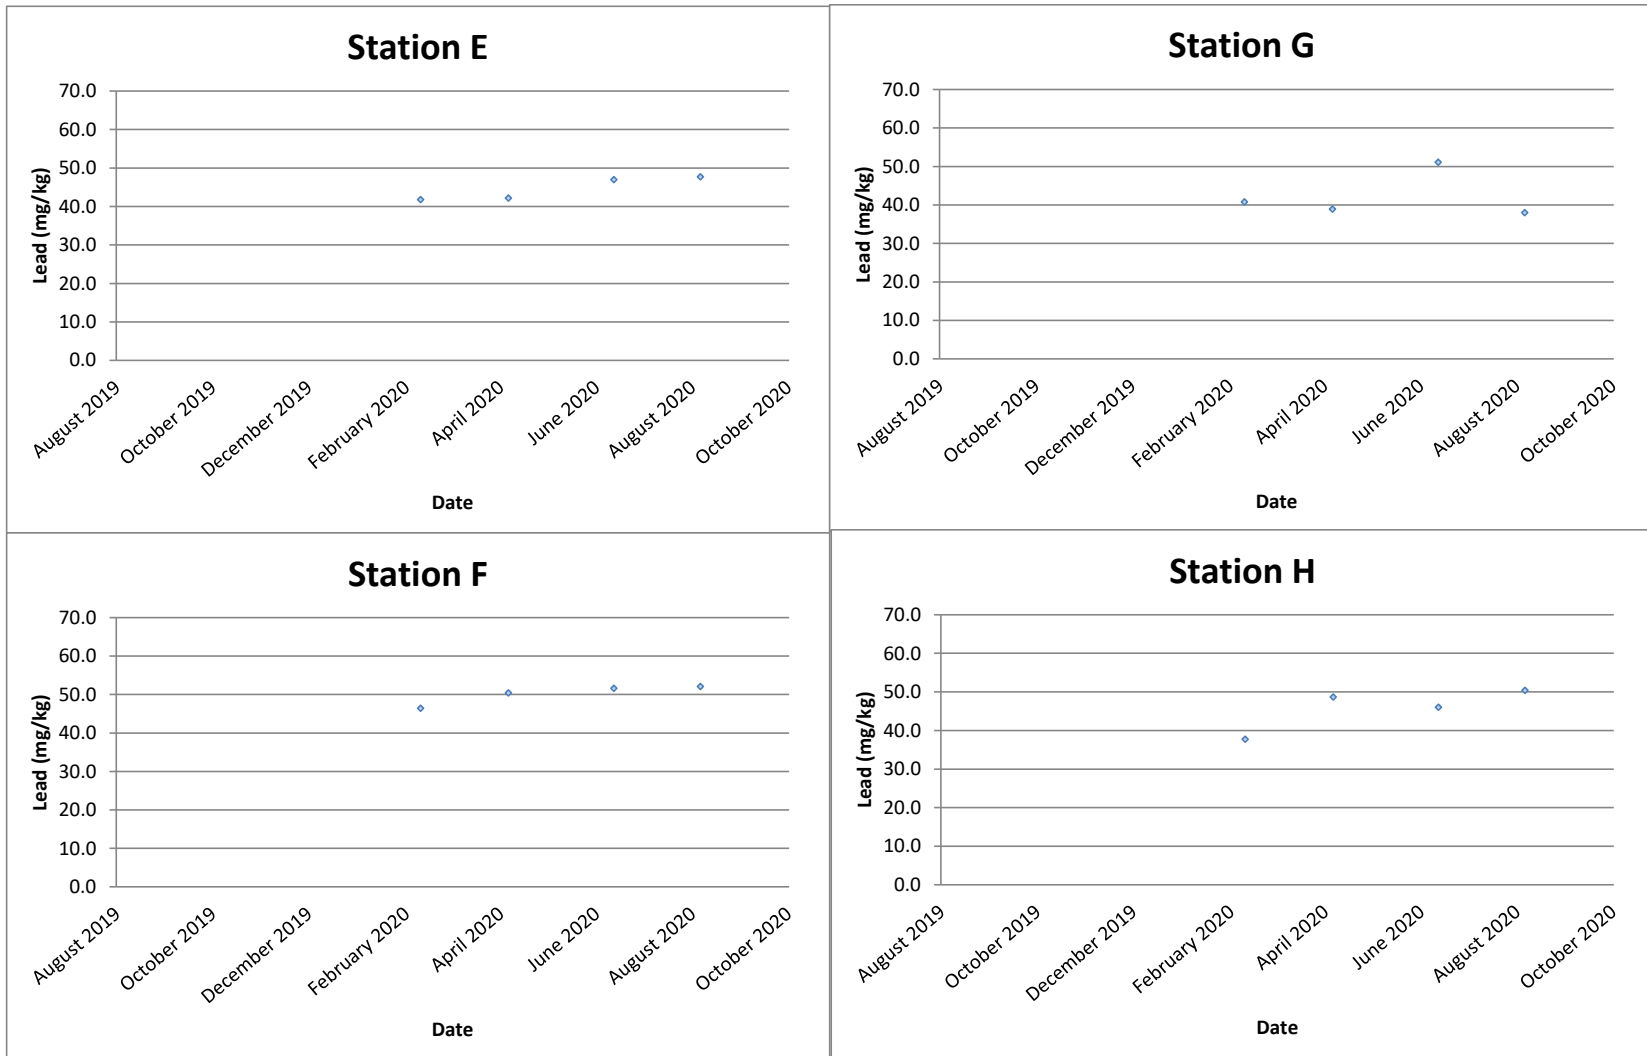 Station E
70.0
60.0
50.0
40.0
30.0
20.0
10.0
0.0
Lead (mg/kg)
August 2019
October 2019
December 2019
February 2020
April 2020
June 2020
August 2020
October 2020
Date
Station G
70.0
60.0
50.0
40.0
30.0
20.0
10.0
0.0
Lead (mg/kg)
August 2019
October 2019
December 2019
February 2020
April 2020
June 2020
August 2020
October 2020
Date
Station F
70.0
60.0
50.0
40.0
30.0
20.0
10.0
0.0
Lead (mg/kg)
August 2019
October 2019
December 2019
February 2020
April 2020
June 2020
August 2020
October 2020
Date
Station H
70.0
60.0
50.0
40.0
30.0
20.0
10.0
0.0
Lead (mg/kg)
August 2019
October 2019
December 2019
February 2020
April 2020
June 2020
August 2020
October 2020
Date